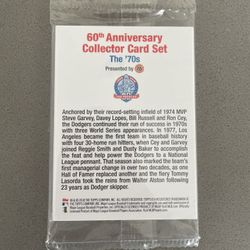 60th Anniversary
Collector Card Set
The '70s
Presented by
Anchored by their record-setting infield of 1974 MVP
Steve Garvey, Davey Lopes, Bill Russell and Ron Cey,
the Dodgers continued their run of success in 1970s
with three World Series appearances. In 1977, Los
Angeles became the first team in baseball history
with four 30-home run hitters, when Cey and Garvey
joined Reggie Smith and Dusty Baker to accomplish
the feat and help power the Dodgers to a National
League pennant. That season also marked the team's
first managerial change in over two decades, as one
Hall of Famer replaced another and the fiery Tommy
Lasorda took the reins from Walter Alston following
23 years as Dodger skipper.